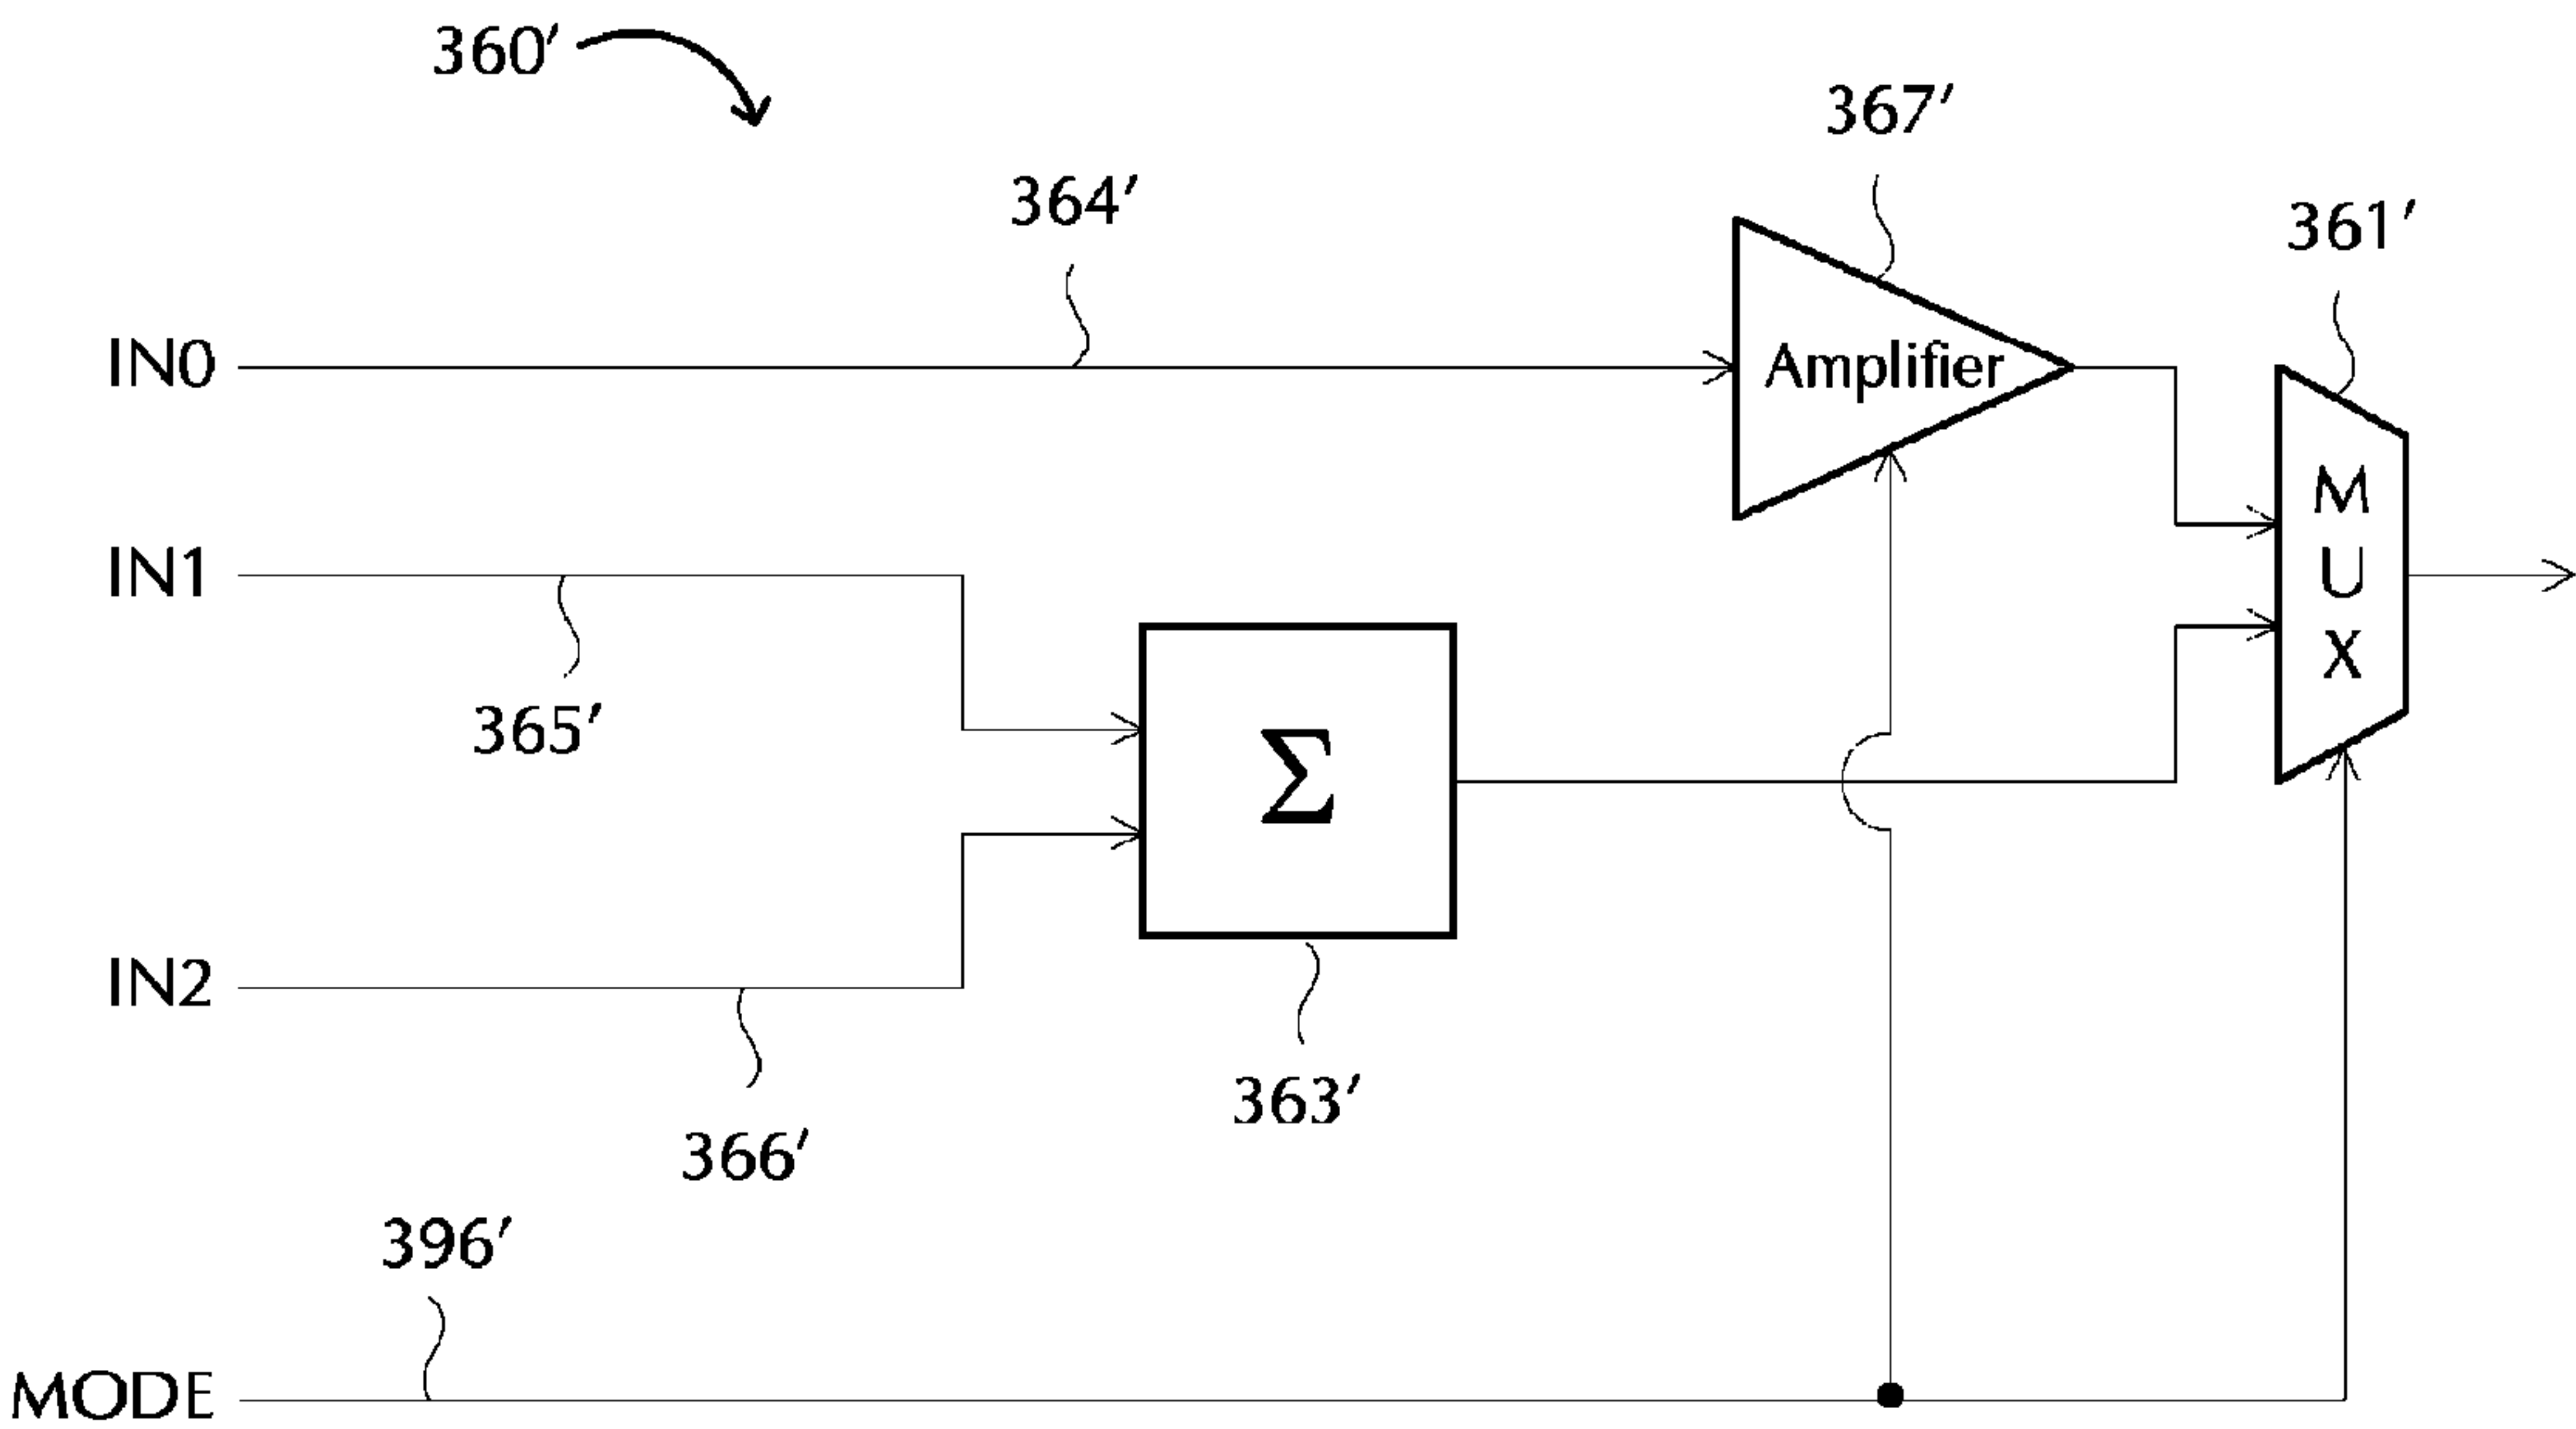 360′
367′
364′
361′
IN0
Amplifier
IN1
M
U
X
365′
Σ
IN2
363′
366′
396′
MODE